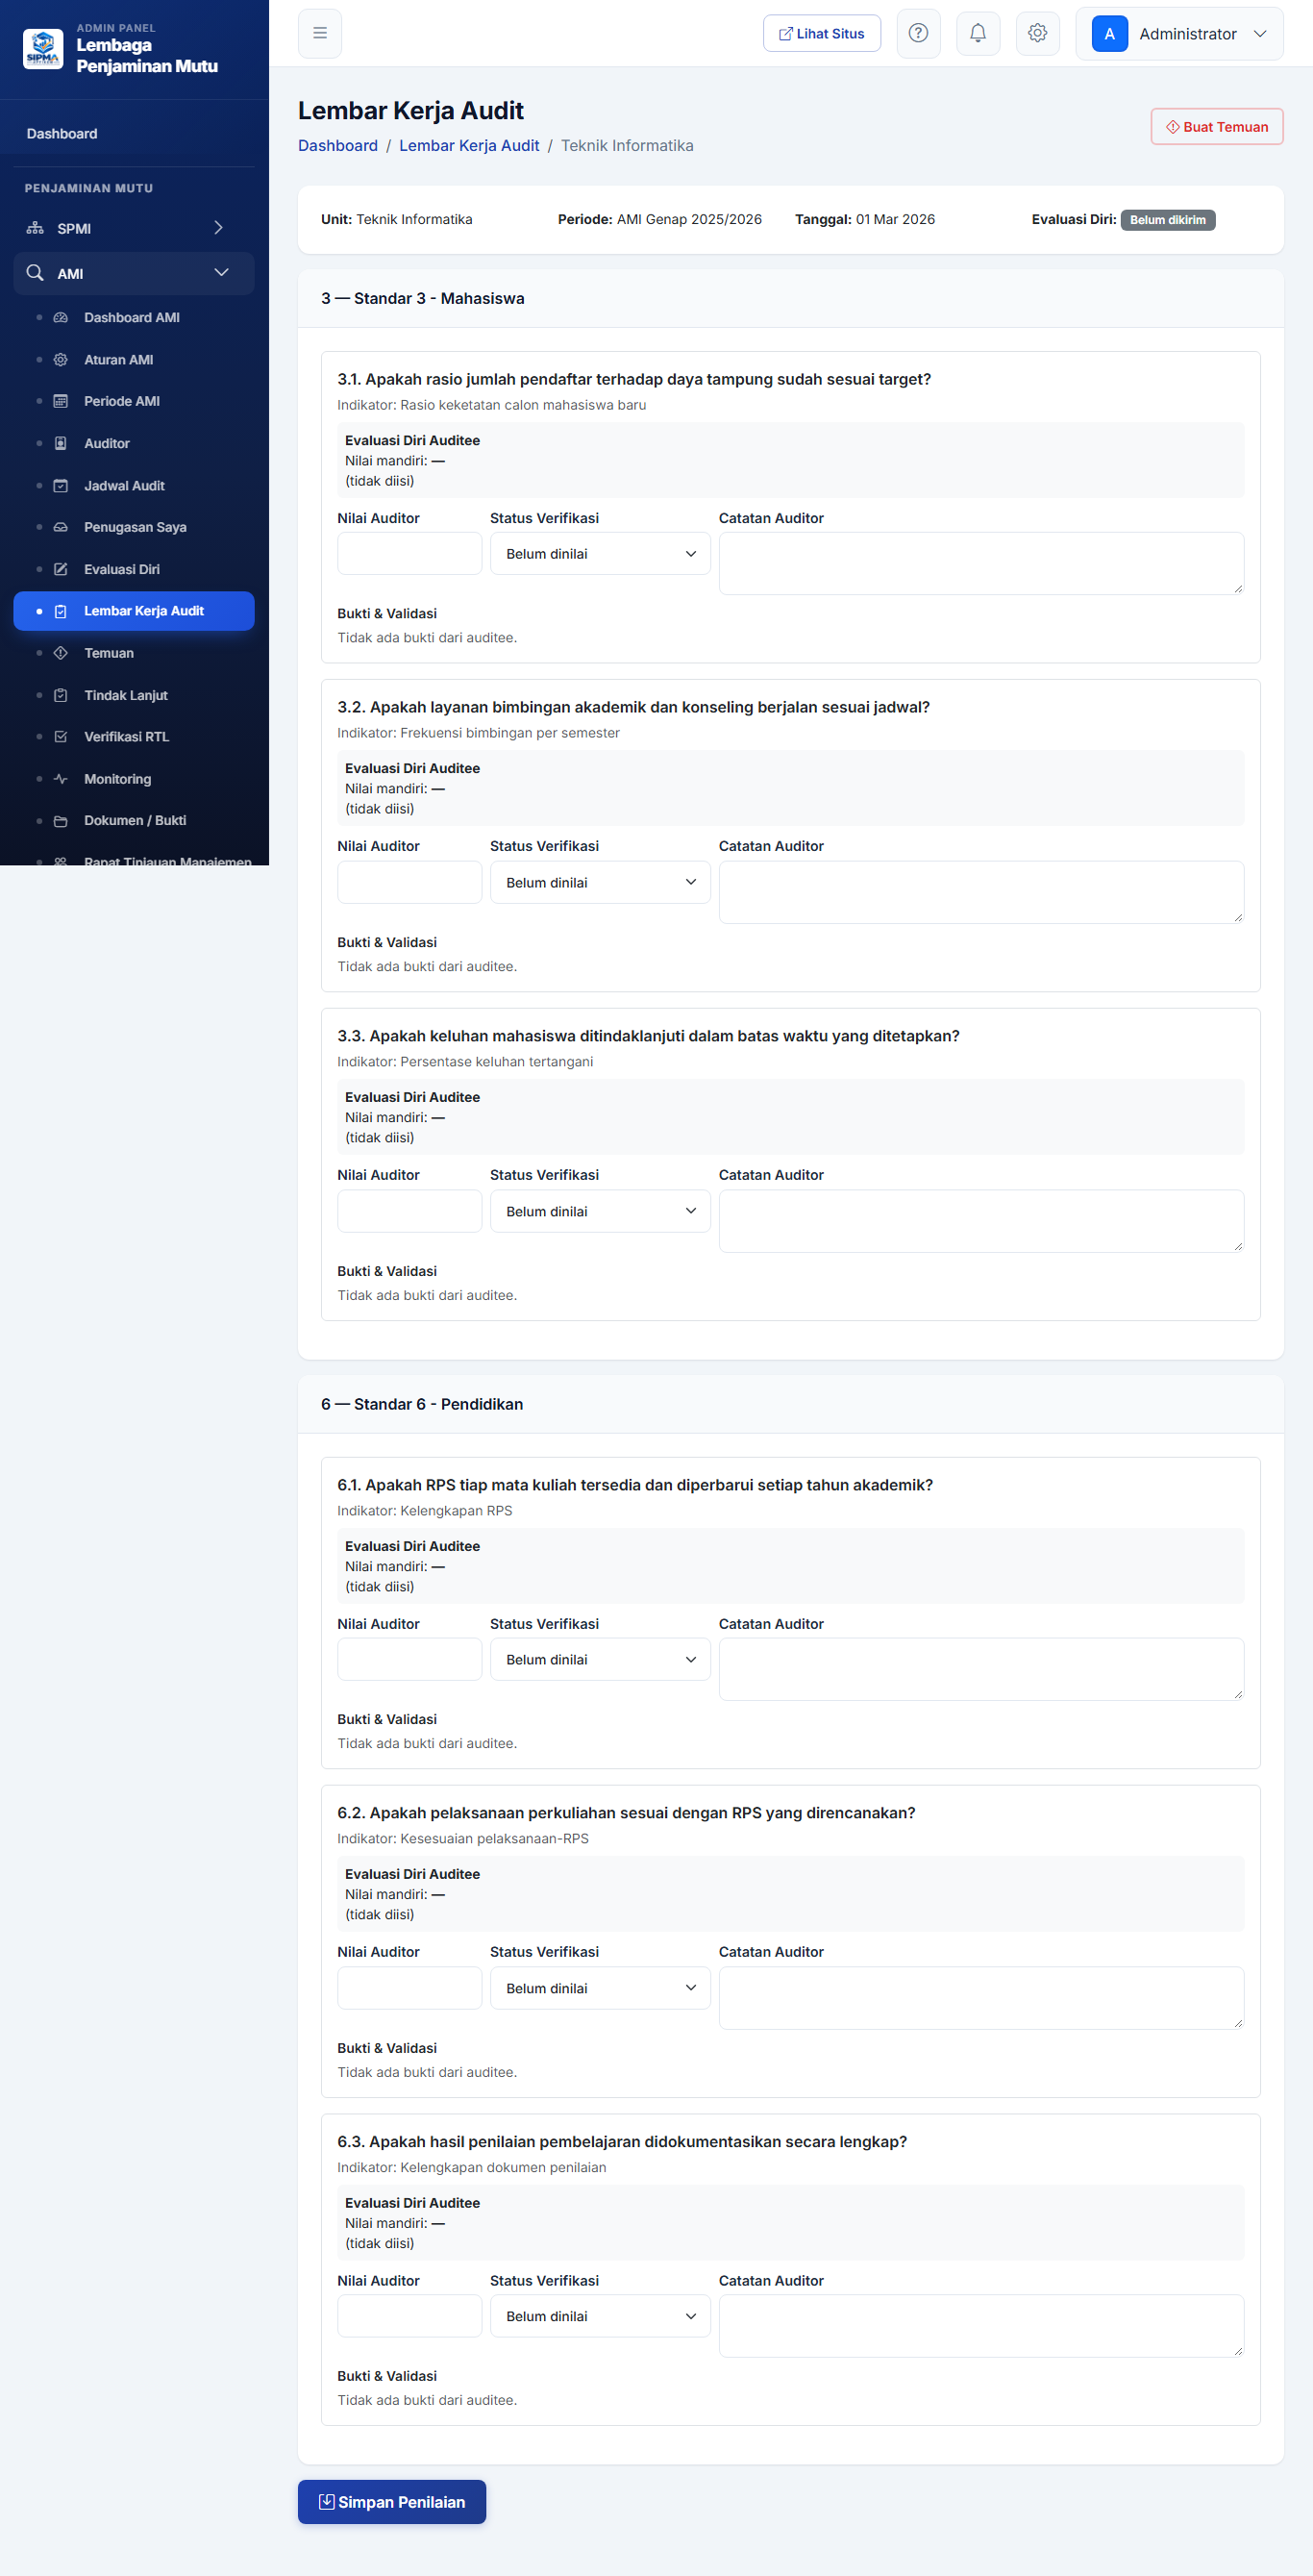 ADMIN PANEL
Lembaga
Penjaminan Mutu
SIPMA
Dashboard
PENJAMINAN MUTU
SPMI
AMI
Dashboard AMI
Aturan AMI
Periode AMI
Auditor
Jadwal Audit
Penugasan Saya
Evaluasi Diri
Lembar Kerja Audit
Temuan
Tindak Lanjut
Verifikasi RTL
Monitoring
Dokumen / Bukti
Rapat Tinjauan Manajemen
Lihat Situs
A Administrator
Lembar Kerja Audit
Dashboard / Lembar Kerja Audit / Teknik Informatika
Buat Temuan
Unit: Teknik Informatika Periode: AMI Genap 2025/2026 Tanggal: 01 Mar 2026 Evaluasi Diri: Belum dikirim
3 — Standar 3 - Mahasiswa
3.1. Apakah rasio jumlah pendaftar terhadap daya tampung sudah sesuai target?
Indikator: Rasio keketatan calon mahasiswa baru
Evaluasi Diri Auditee
Nilai mandiri: —
(tidak diisi)
Nilai Auditor Status Verifikasi Catatan Auditor
Belum dinilai
Bukti & Validasi
Tidak ada bukti dari auditee.
3.2. Apakah layanan bimbingan akademik dan konseling berjalan sesuai jadwal?
Indikator: Frekuensi bimbingan per semester
Evaluasi Diri Auditee
Nilai mandiri: —
(tidak diisi)
Nilai Auditor Status Verifikasi Catatan Auditor
Belum dinilai
Bukti & Validasi
Tidak ada bukti dari auditee.
3.3. Apakah keluhan mahasiswa ditindaklanjuti dalam batas waktu yang ditetapkan?
Indikator: Persentase keluhan tertangani
Evaluasi Diri Auditee
Nilai mandiri: —
(tidak diisi)
Nilai Auditor Status Verifikasi Catatan Auditor
Belum dinilai
Bukti & Validasi
Tidak ada bukti dari auditee.
6 — Standar 6 - Pendidikan
6.1. Apakah RPS tiap mata kuliah tersedia dan diperbarui setiap tahun akademik?
Indikator: Kelengkapan RPS
Evaluasi Diri Auditee
Nilai mandiri: —
(tidak diisi)
Nilai Auditor Status Verifikasi Catatan Auditor
Belum dinilai
Bukti & Validasi
Tidak ada bukti dari auditee.
6.2. Apakah pelaksanaan perkuliahan sesuai dengan RPS yang direncanakan?
Indikator: Kesesuaian pelaksanaan-RPS
Evaluasi Diri Auditee
Nilai mandiri: —
(tidak diisi)
Nilai Auditor Status Verifikasi Catatan Auditor
Belum dinilai
Bukti & Validasi
Tidak ada bukti dari auditee.
6.3. Apakah hasil penilaian pembelajaran didokumentasikan secara lengkap?
Indikator: Kelengkapan dokumen penilaian
Evaluasi Diri Auditee
Nilai mandiri: —
(tidak diisi)
Nilai Auditor Status Verifikasi Catatan Auditor
Belum dinilai
Bukti & Validasi
Tidak ada bukti dari auditee.
Simpan Penilaian